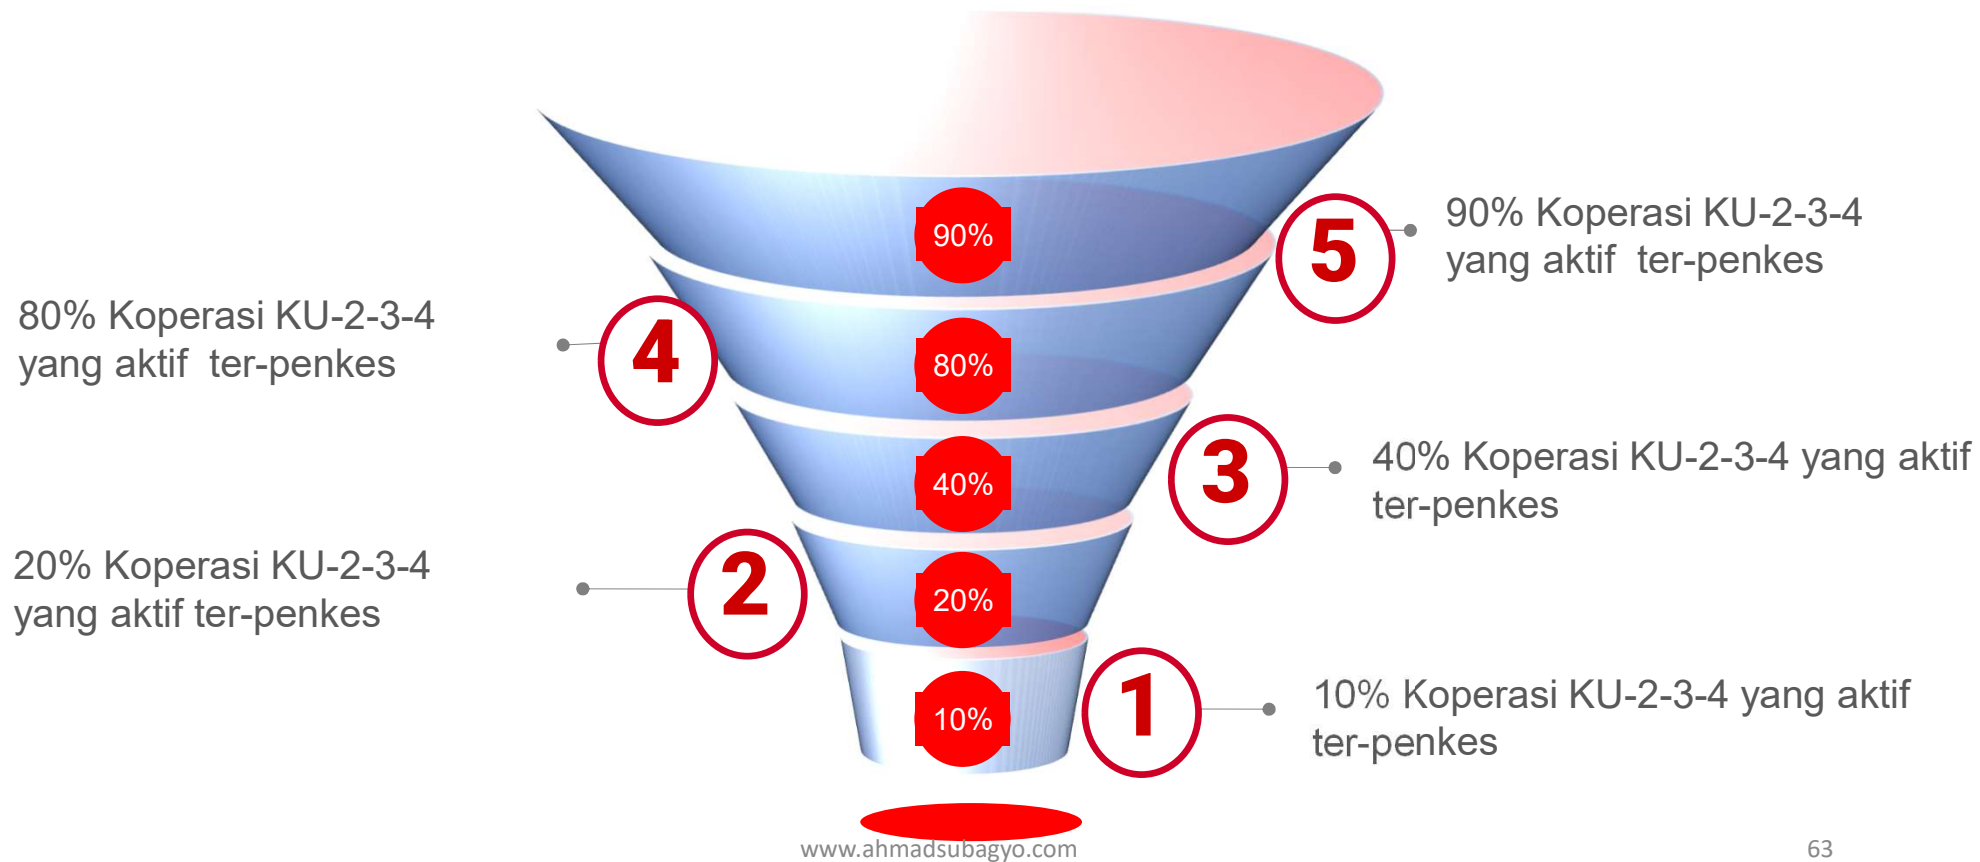 90%
5
90% Koperasi KU-2-3-4
yang aktif  ter-penkes
80% Koperasi KU-2-3-4
yang aktif  ter-penkes
4
80%
40%
3
40% Koperasi KU-2-3-4 yang aktif
ter-penkes
20% Koperasi KU-2-3-4
yang aktif ter-penkes
2
20%
10%
1
10% Koperasi KU-2-3-4 yang aktif
ter-penkes
www.ahmadsubagyo.com
63